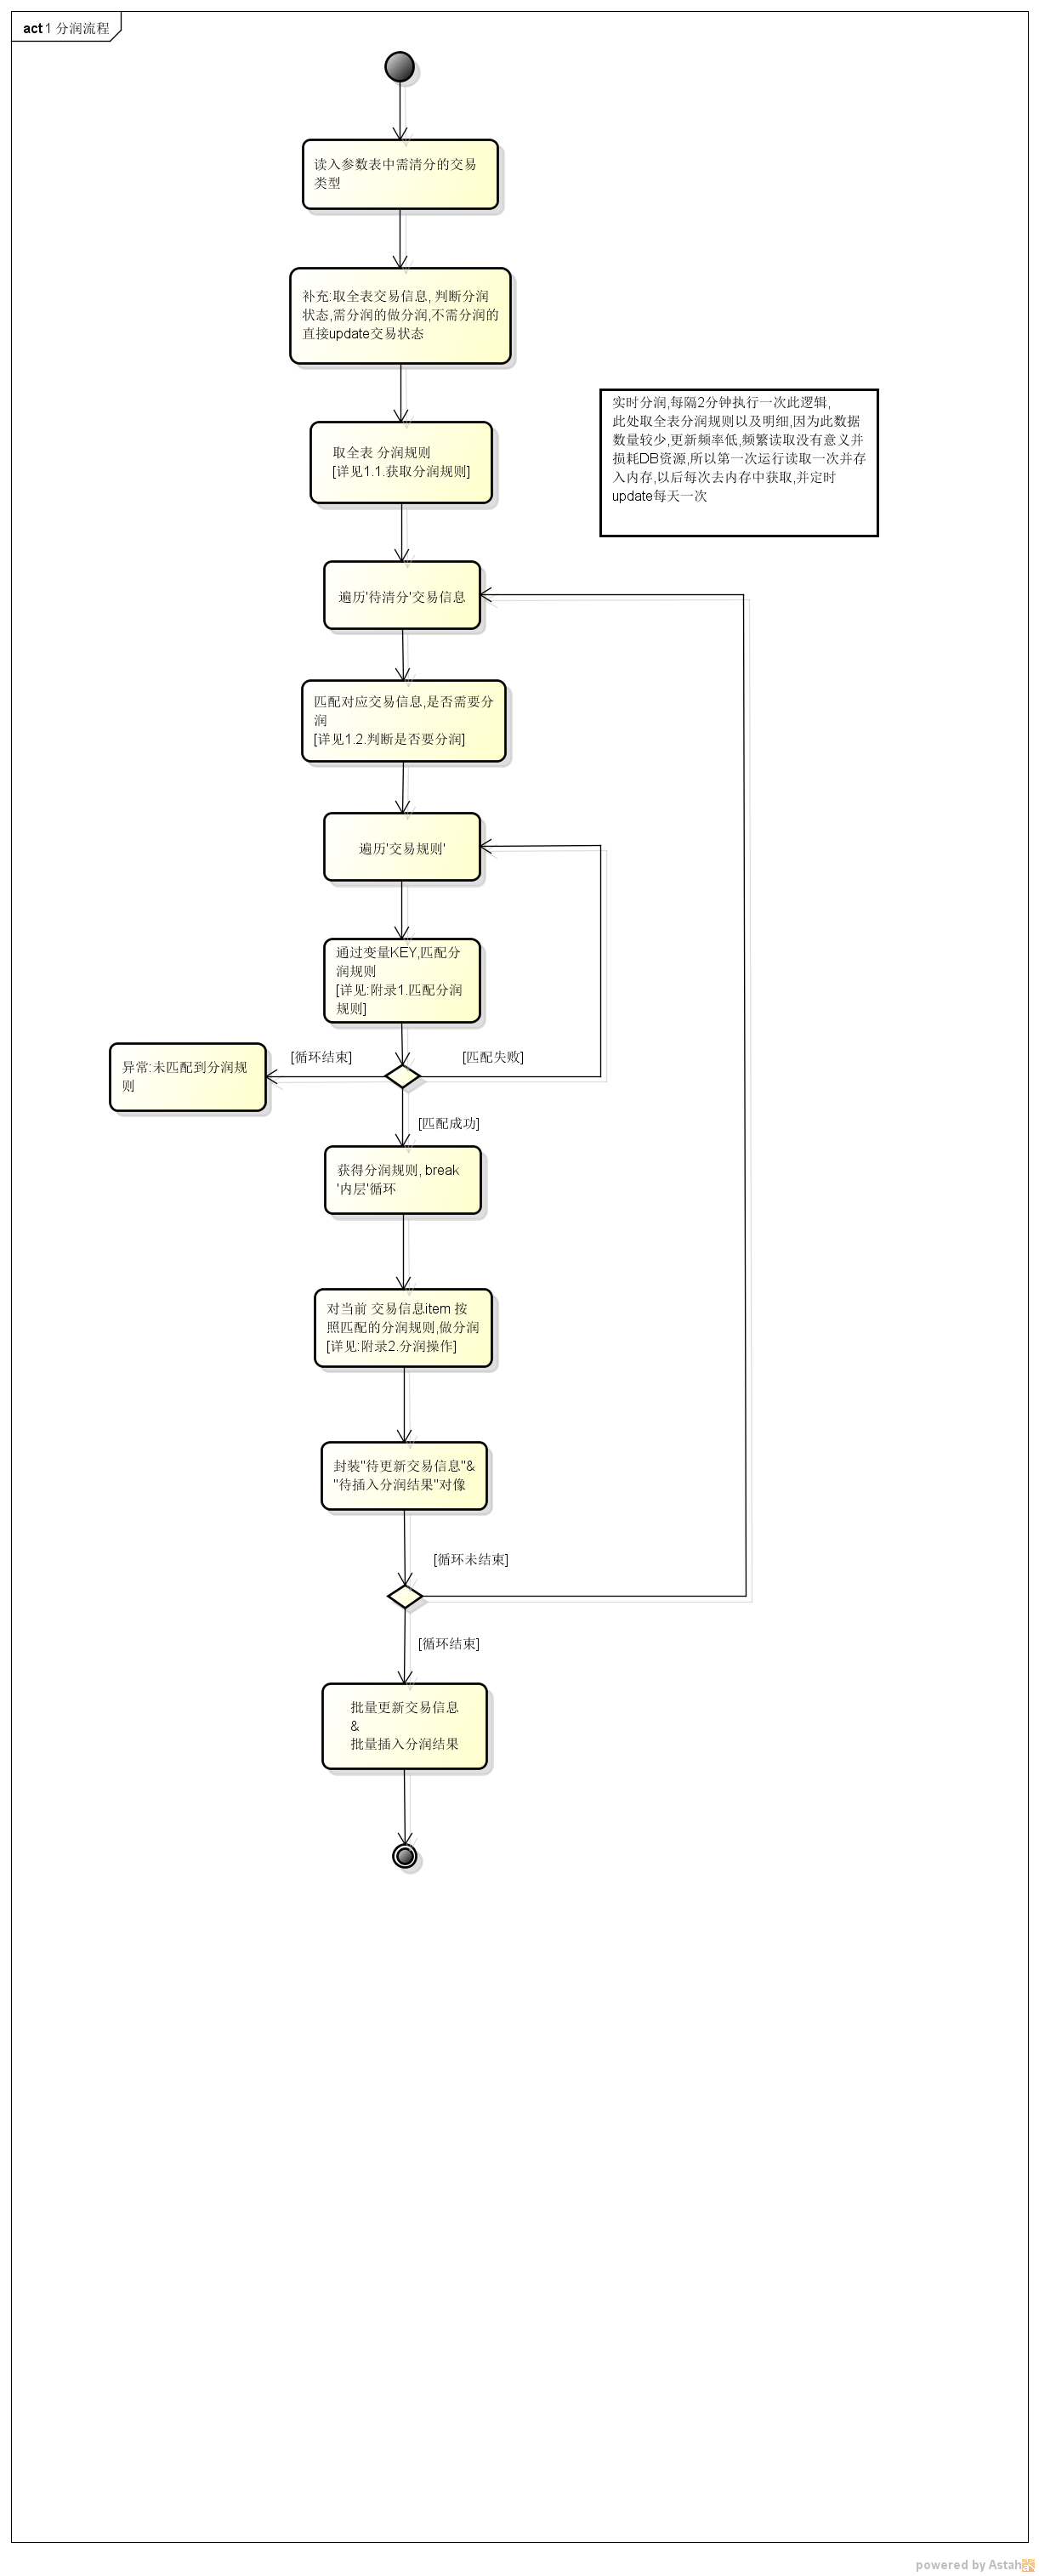 act 1 分润流程
读入参数表中需清分的交易
类型
补充:取全表交易信息, 判断分润
状态,需分润的做分润,不需分润的
直接update交易状态
实时分润,每隔2分钟执行一次此逻辑,
此处取全表分润规则以及明细,因为此数据
数量较少,更新频率低,频繁读取没有意义并
损耗DB资源,所以第一次运行读取一次并存
入内存,以后每次去内存中获取,并定时
update每天一次
取全表 分润规则
[详见1.1.获取分润规则]
遍历'待清分'交易信息
匹配对应交易信息,是否需要分
润
[详见1.2.判断是否要分润]
遍历'交易规则'
通过变量KEY,匹配分
润规则
[详见:附录1.匹配分润
规则]
[循环结束]
[匹配失败]
异常:未匹配到分润规
则
[匹配成功]
获得分润规则, break
'内层'循环
对当前 交易信息item 按
照匹配的分润规则,做分润
[详见:附录2.分润操作]
封装"待更新交易信息"&
"待插入分润结果"对像
[循环未结束]
[循环结束]
批量更新交易信息
&
批量插入分润结果
powered by Astah